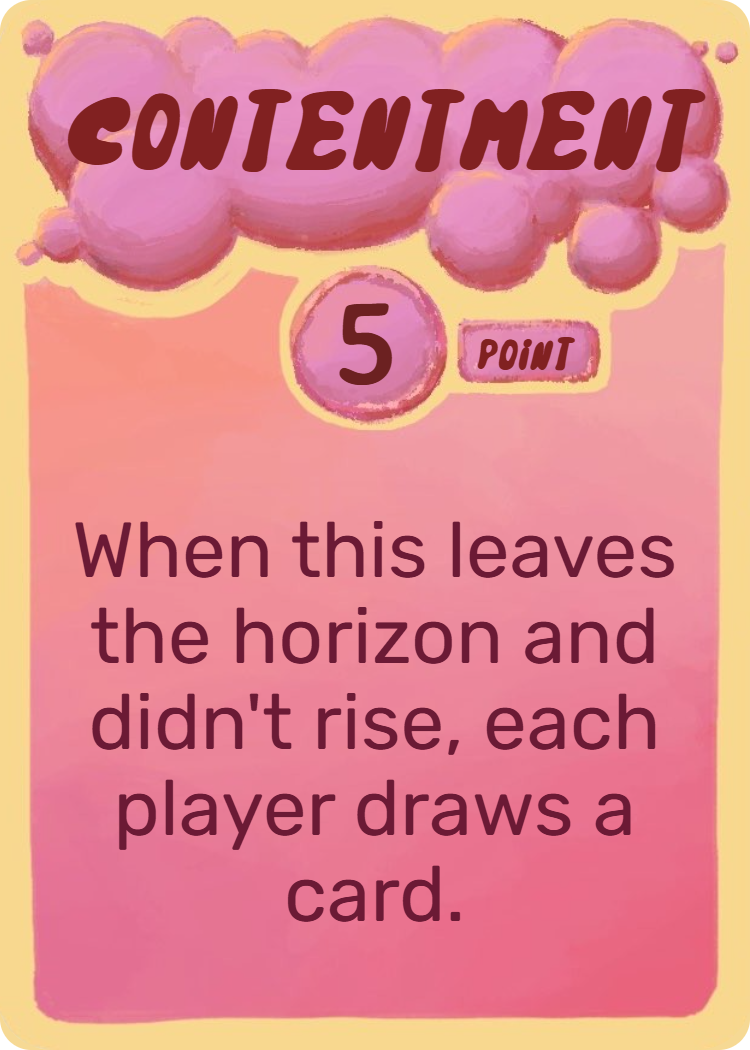 CONTENTMENT
5
POINT
When this leaves
the horizon and
didn't rise, each
player draws a
card.